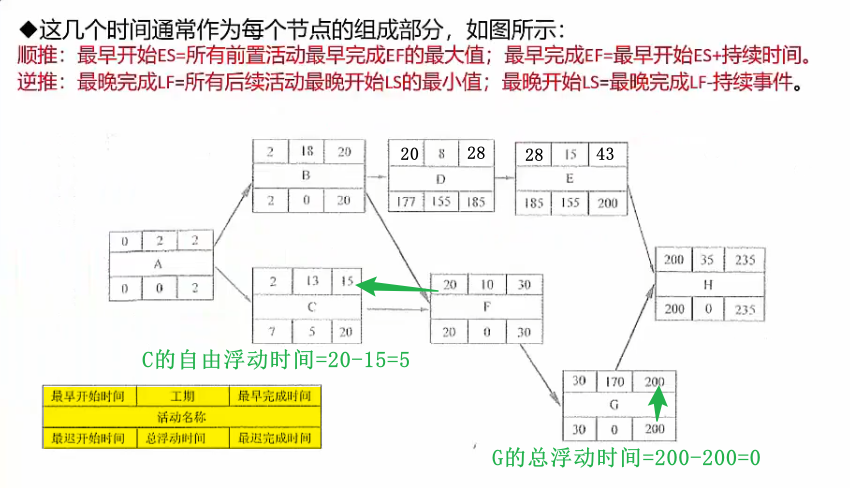 ◆这几个时间通常作为每个节点的组成部分，如图所示：
顺推：最早开始ES=所有前置活动最早完成EF的最大值；最早完成EF=最早开始ES+持续时间。
逆推：最晚完成LF=所有后续活动最晚开始LS的最小值；最晚开始LS=最晚完成LF-持续事件。
2 18 20
B
2 0 20
20 8 28
D
177 155 185
28 15 43
E
185 155 200
0 2 2
A
0 0 2
2 13 15
C
7 5 20
20 10 30
F
20 0 30
200 35 235
H
200 0 235
C的自由浮动时间=20-15=5
30 170 200
G
30 0 200
最早开始时间 工期 最早完成时间
活动名称
最迟开始时间 总浮动时间 最迟完成时间
G的总浮动时间=200-200=0